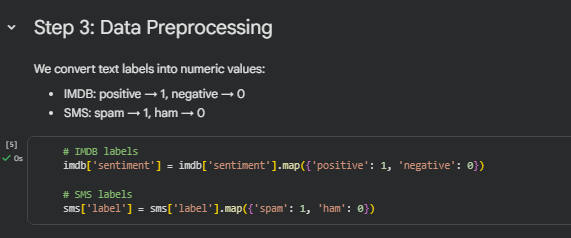 Step 3: Data Preprocessing
We convert text labels into numeric values:
• IMDB: positive → 1, negative → 0
• SMS: spam → 1, ham → 0
[5]
✓ 0s
# IMDB labels
imdb['sentiment'] = imdb['sentiment'].map({'positive': 1, 'negative': 0})
# SMS labels
sms['label'] = sms['label'].map({'spam': 1, 'ham': 0})